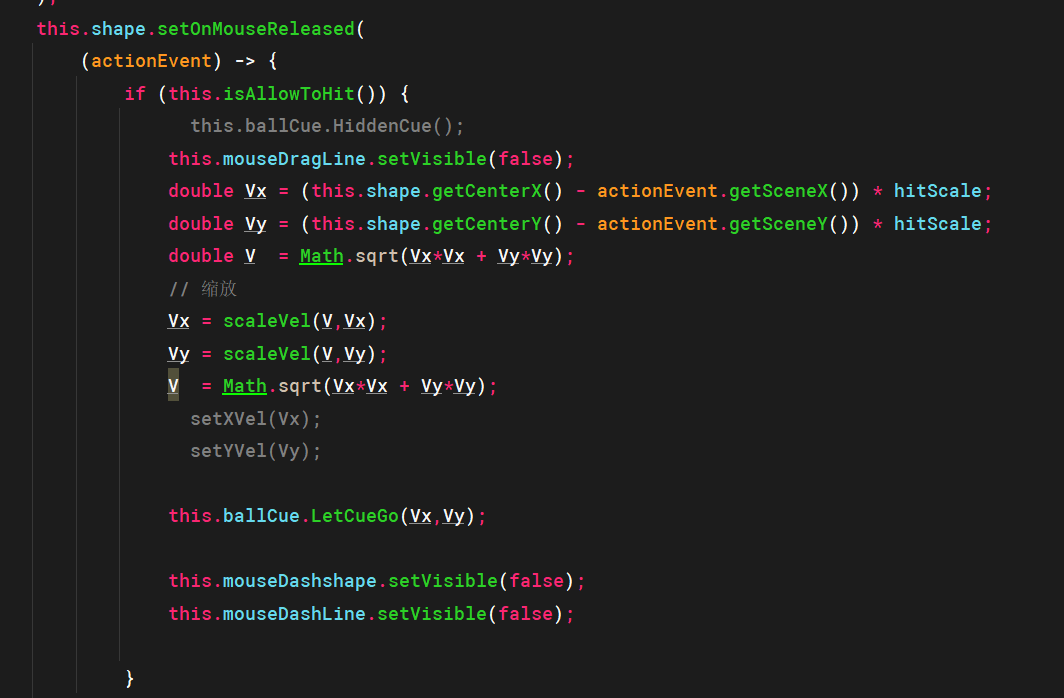 );
this.shape.setOnMouseReleased(
(actionEvent) -> {
if (this.isAllowToHit()) {
this.ballCue.HiddenCue();
this.mouseDragLine.setVisible(false);
double Vx = (this.shape.getCenterX() - actionEvent.getSceneX()) * hitScale;
double Vy = (this.shape.getCenterY() - actionEvent.getSceneY()) * hitScale;
double V  = Math.sqrt(Vx*Vx + Vy*Vy);
// 缩放
Vx = scaleVel(V,Vx);
Vy = scaleVel(V,Vy);
V  = Math.sqrt(Vx*Vx + Vy*Vy);
setXVel(Vx);
setYVel(Vy);
this.ballCue.LetCueGo(Vx,Vy);
this.mouseDashshape.setVisible(false);
this.mouseDashLine.setVisible(false);
}